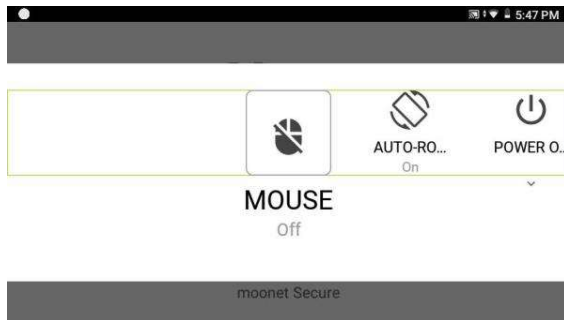 5:47 PM
AUTO-RO...
On
POWER O..
MOUSE
Off
moonet Secure